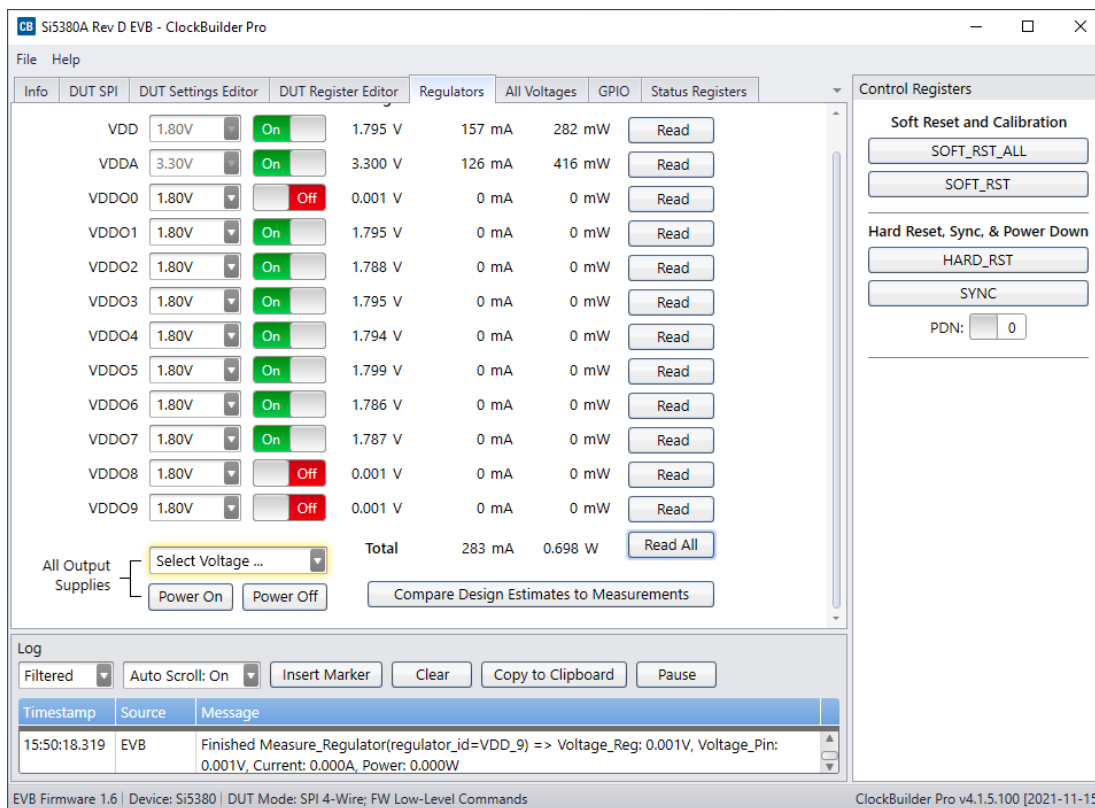 CB Si5380A Rev D EVB - ClockBuilder Pro
File Help
Info DUT SPI DUT Settings Editor DUT Register Editor Regulators All Voltages GPIO Status Registers
VDD 1.80V On 1.795 V 157 mA 282 mW Read
VDDA 3.30V On 3.300 V 126 mA 416 mW Read
VDDO0 1.80V Off 0.001 V 0 mA 0 mW Read
VDDO1 1.80V On 1.795 V 0 mA 0 mW Read
VDDO2 1.80V On 1.788 V 0 mA 0 mW Read
VDDO3 1.80V On 1.795 V 0 mA 0 mW Read
VDDO4 1.80V On 1.794 V 0 mA 0 mW Read
VDDO5 1.80V On 1.799 V 0 mA 0 mW Read
VDDO6 1.80V On 1.786 V 0 mA 0 mW Read
VDDO7 1.80V On 1.787 V 0 mA 0 mW Read
VDDO8 1.80V Off 0.001 V 0 mA 0 mW Read
VDDO9 1.80V Off 0.001 V 0 mA 0 mW Read
Total 283 mA 0.698 W Read All
All Output Supplies
Select Voltage ...
Power On Power Off
Compare Design Estimates to Measurements
Control Registers
Soft Reset and Calibration
SOFT_RST_ALL
SOFT_RST
Hard Reset, Sync, & Power Down
HARD_RST
SYNC
PDN: 0
Log
Filtered Auto Scroll: On Insert Marker Clear Copy to Clipboard Pause
Timestamp Source Message
15:50:18.319 EVB Finished Measure_Regulator(regulator_id=VDD_9) => Voltage_Reg: 0.001V, Voltage_Pin:
0.001V, Current: 0.000A, Power: 0.000W
EVB Firmware 1.6 | Device: Si5380 | DUT Mode: SPI 4-Wire; FW Low-Level Commands
ClockBuilder Pro v4.1.5.100 [2021-11-15